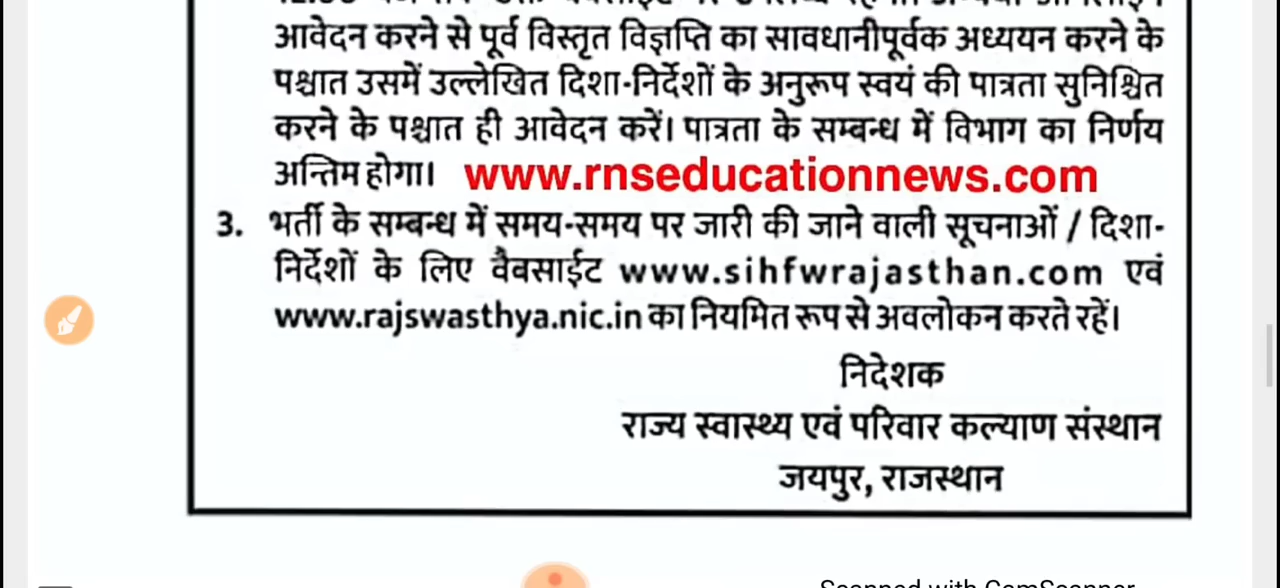 आवेदन करने से पूर्व विस्तृत विज्ञप्ति का सावधानीपूर्वक अध्ययन करने के
पश्चात उसमें उल्लेखित दिशा-निर्देशों के अनुरूप स्वयं की पात्रता सुनिश्चित
करने के पश्चात ही आवेदन करें। पात्रता के सम्बन्ध में विभाग का निर्णय
अन्तिम होगा। www.rnseducationnews.com
3. भर्ती के सम्बन्ध में समय-समय पर जारी की जाने वाली सूचनाओं / दिशा-
निर्देशों के लिए वैबसाईट www.sihfwrajasthan.com एवं
www.rajswasthya.nic.in का नियमित रूप से अवलोकन करते रहें।
निदेशक
राज्य स्वास्थ्य एवं परिवार कल्याण संस्थान
जयपुर, राजस्थान